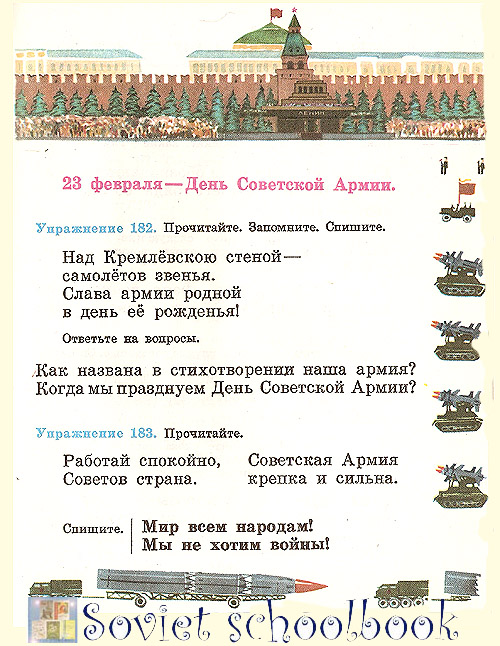 ЛЕНИН
23 февраля — День Советской Армии.
Упражнение 182. Прочитайте. Запомните. Спишите.
Над Кремлёвскою стеной —
самолётов звенья.
Слава армии родной
в день её рожденья!
Ответьте на вопросы.
Как названа в стихотворении наша армия?
Когда мы празднуем День Советской Армии?
Упражнение 183. Прочитайте.
Работай спокойно,
Советов страна.
Советская Армия
крепка и сильна.
Спишите.
Мир всем народам!
Мы не хотим войны!
Soviet schoolbook